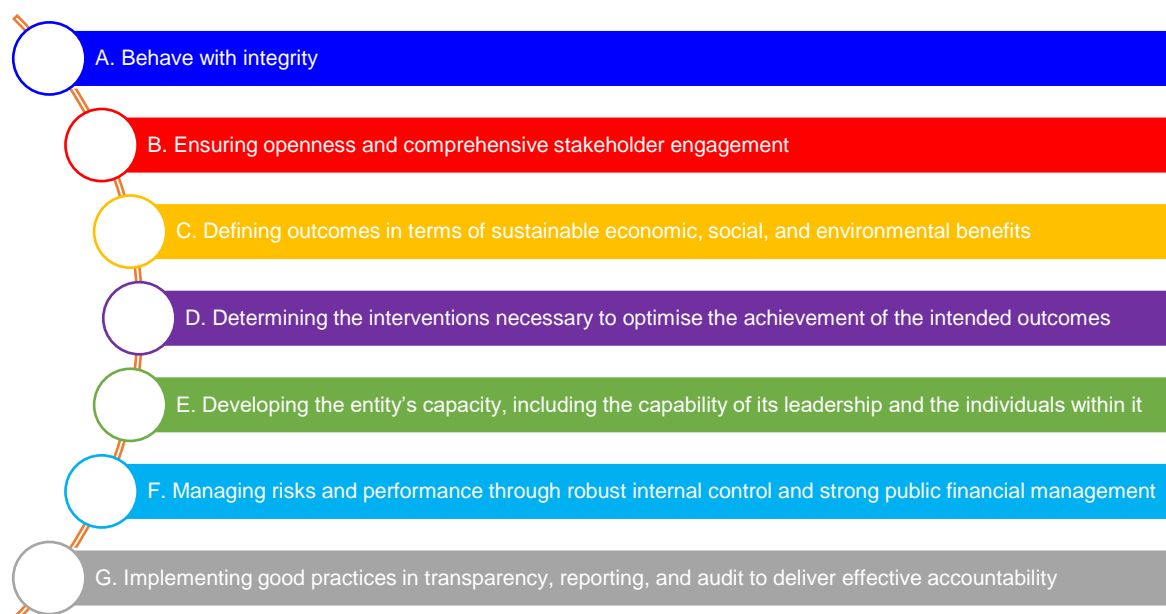 A. Behave with integrity
B. Ensuring openness and comprehensive stakeholder engagement
C. Defining outcomes in terms of sustainable economic, social, and environmental benefits
D. Determining the interventions necessary to optimise the achievement of the intended outcomes
E. Developing the entity’s capacity, including the capability of its leadership and the individuals within it
F. Managing risks and performance through robust internal control and strong public financial management
G. Implementing good practices in transparency, reporting, and audit to deliver effective accountability